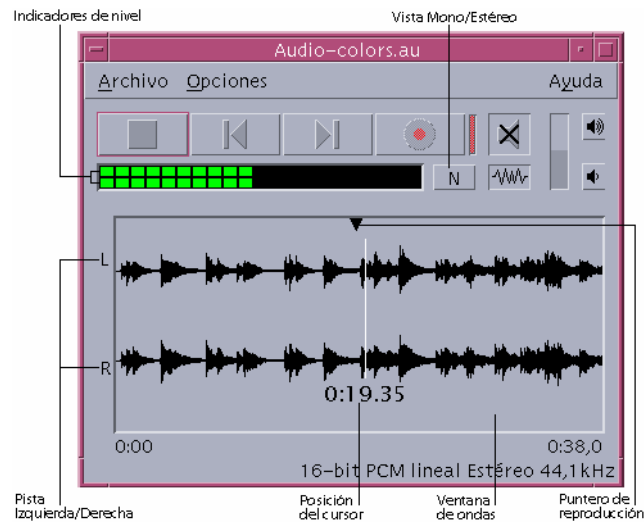 Indicadores de nivel
Vista Mono/Estéreo
Audio-colors.au
Archivo Opciones Ayuda
N
L
R
0:19.35
0:00 0:38,0
16-bit PCM lineal Estéreo 44,1kHz
Pista
Izquierda/Derecha
Posición
del cursor
Ventana
de ondas
Puntero de
reproducción